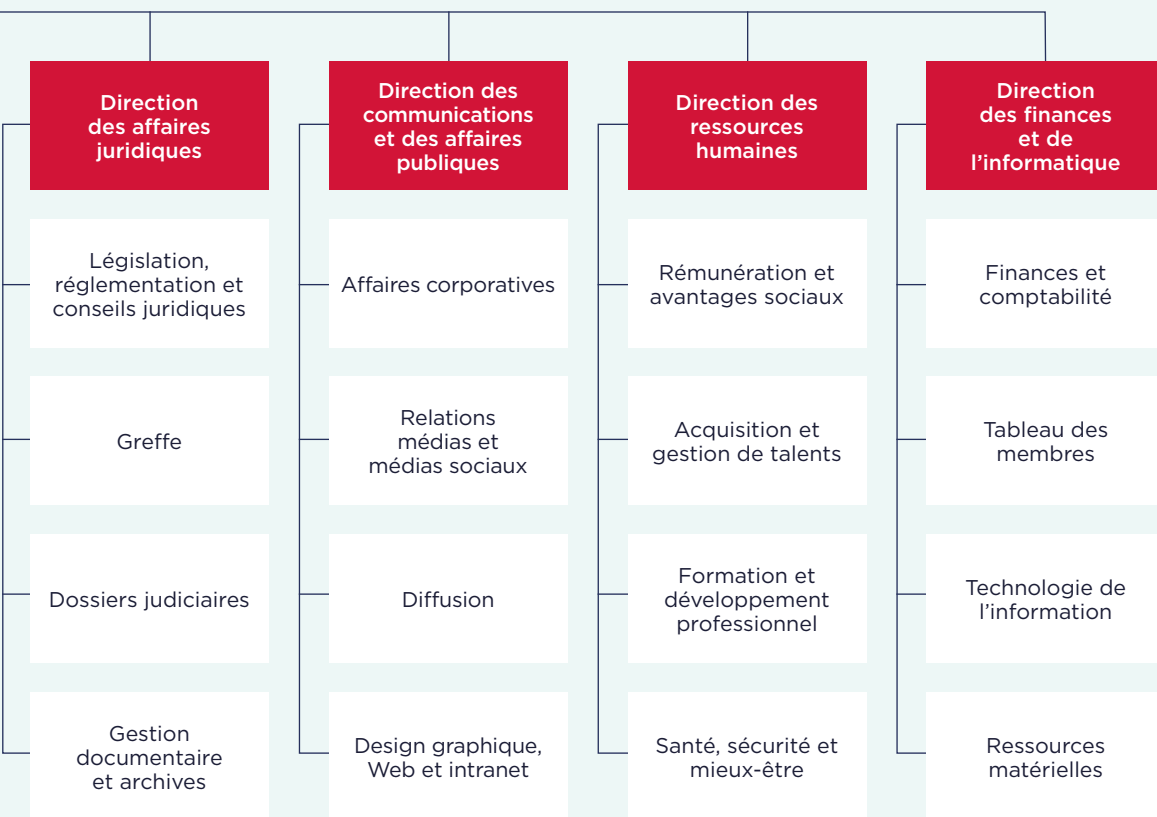 Direction
des affaires
juridiques
Législation,
réglementation et
conseils juridiques
Greffe
Dossiers judiciaires
Gestion
documentaire
et archives
Direction des
communications
et des affaires
publiques
Affaires corporatives
Relations
médias et
médias sociaux
Diffusion
Design graphique,
Web et intranet
Direction des
ressources
humaines
Rémunération et
avantages sociaux
Acquisition et
gestion de talents
Formation et
développement
professionnel
Santé, sécurité et
mieux-être
Direction
des finances
et de
l’informatique
Finances et
comptabilité
Tableau des
membres
Technologie de
l’information
Ressources
matérielles